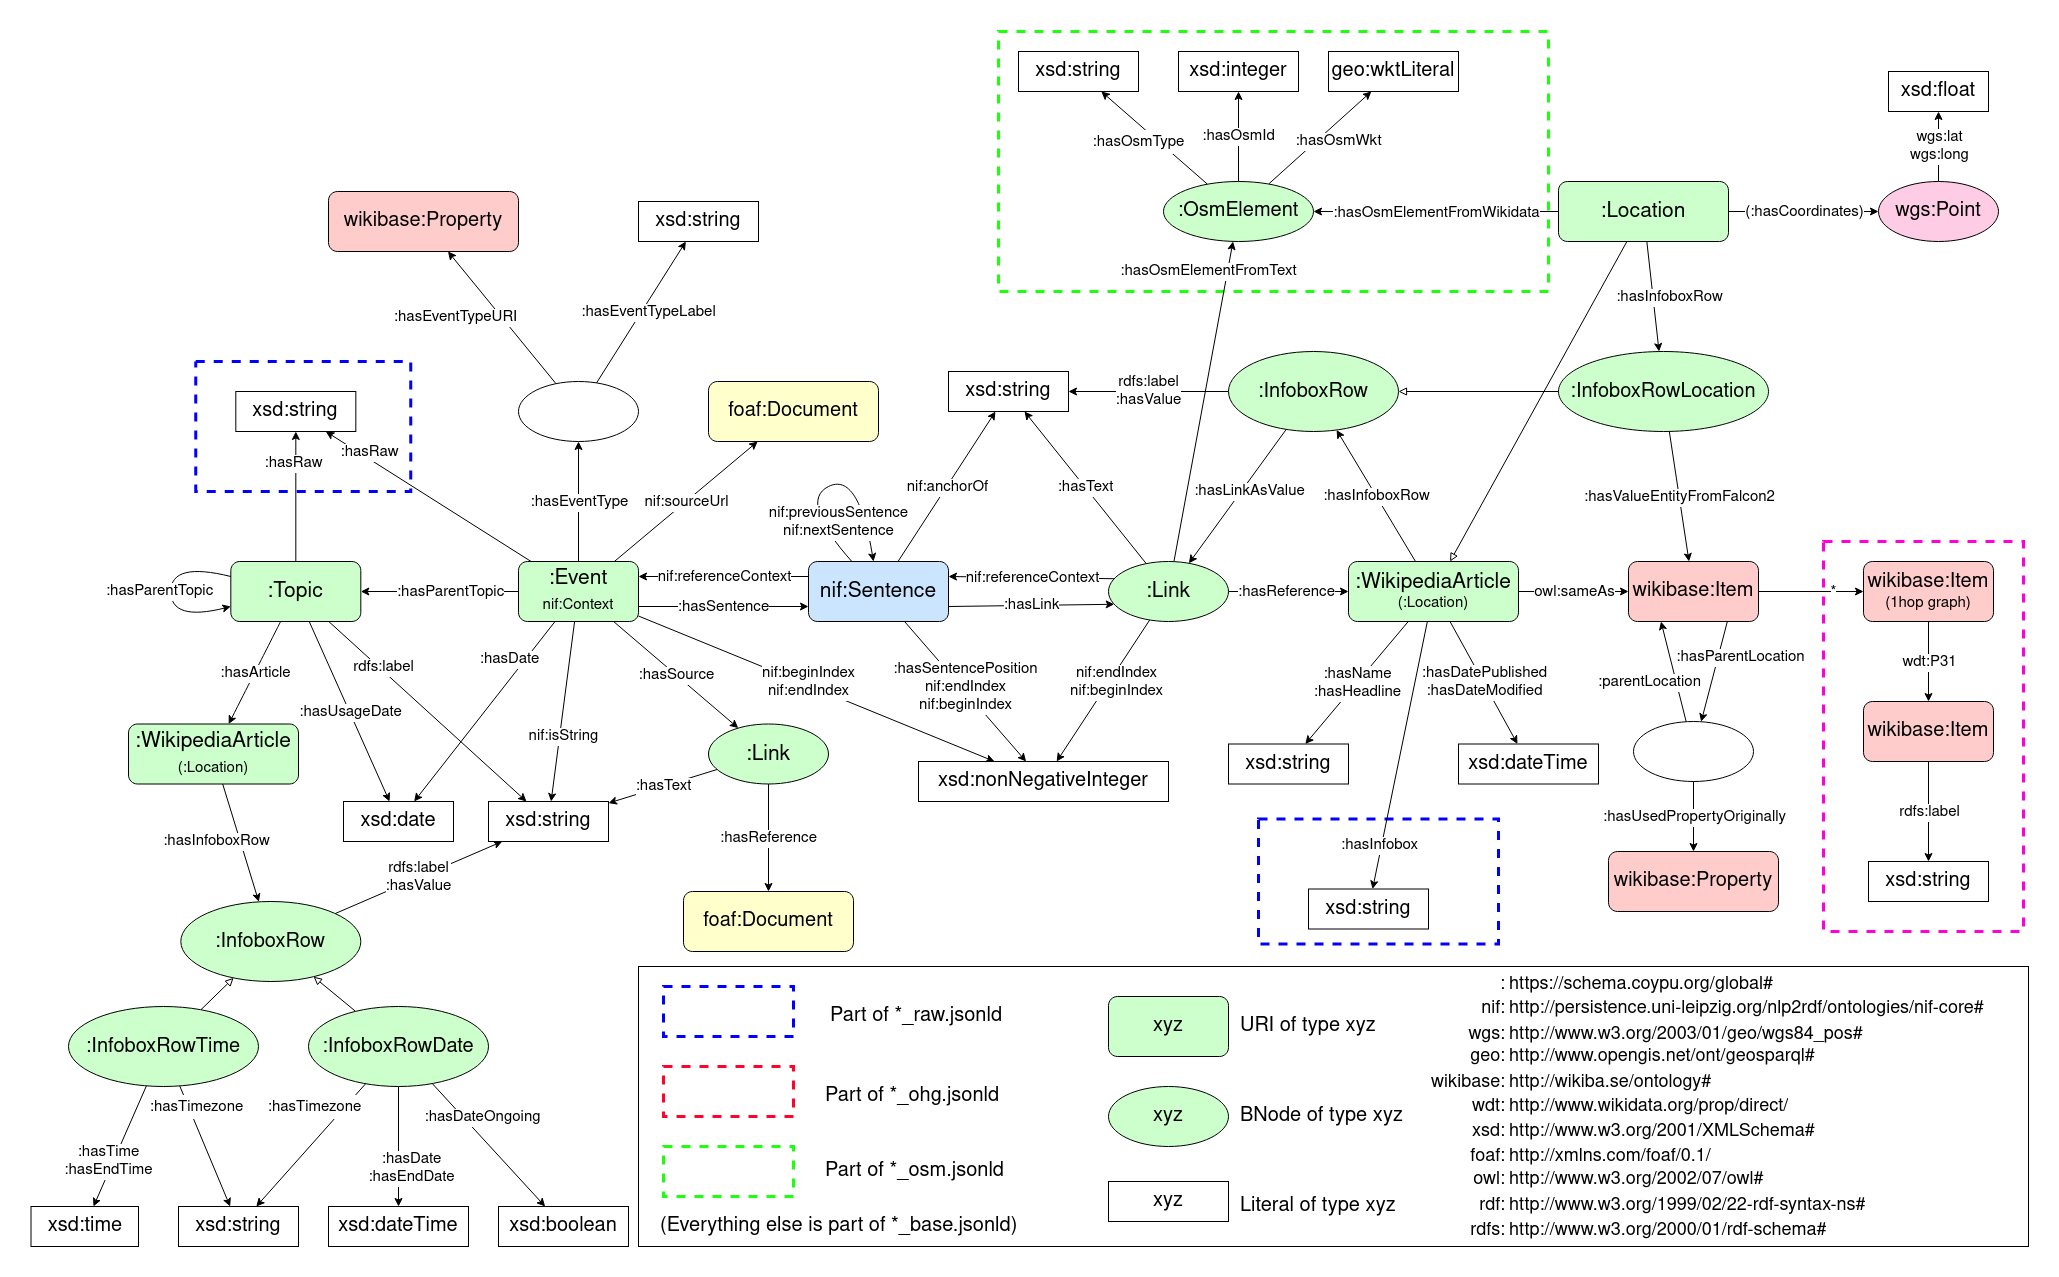 xsd:string
xsd:integer
geo:wktLiteral
xsd:float
:hasOsmType
:hasOsmId
:hasOsmWkt
wgs:lat
wgs:long
wikibase:Property
xsd:string
:OsmElement
:hasOsmElementFromWikidata
:Location
(:hasCoordinates)
wgs:Point
:hasOsmElementFromText
:hasEventTypeURI
:hasEventTypeLabel
:hasInfoboxRow
xsd:string
foaf:Document
xsd:string
rdfs:label
:hasValue
:InfoboxRow
:InfoboxRowLocation
:hasRaw
:hasRaw
:hasEventType
nif:sourceUrl
nif:previousSentence
nif:nextSentence
nif:anchorOf
:hasText
:hasLinkAsValue
:hasInfoboxRow
:hasValueEntityFromFalcon2
:hasParentTopic
:Topic
:hasParentTopic
:Event
nif:Context
nif:referenceContext
:hasSentence
nif:Sentence
nif:referenceContext
:hasLink
:Link
:hasReference
:WikipediaArticle
(:Location)
owl:sameAs
wikibase:Item
*
wikibase:Item
(1hop graph)
:hasArticle
rdfs:label
:hasUsageDate
:hasDate
nif:isString
:hasSource
nif:beginIndex
nif:endIndex
:hasSentencePosition
nif:endIndex
nif:beginIndex
nif:endIndex
nif:beginIndex
:hasName
:hasHeadline
:hasDatePublished
:hasDateModified
:parentLocation
:hasParentLocation
wdt:P31
:WikipediaArticle
(:Location)
:Link
:hasText
xsd:nonNegativeInteger
xsd:string
xsd:dateTime
wikibase:Item
xsd:date
xsd:string
:hasInfoboxRow
:hasReference
:hasInfobox
:hasUsedPropertyOriginally
rdfs:label
rdfs:label
:hasValue
foaf:Document
xsd:string
wikibase:Property
xsd:string
:InfoboxRow
:InfoboxRowTime
:InfoboxRowDate
:hasTimezone
:hasTimezone
:hasDateOngoing
:hasTime
:hasEndTime
:hasDate
:hasEndDate
xsd:time
xsd:string
xsd:dateTime
xsd:boolean
Part of *_raw.jsonld
Part of *_ohg.jsonld
Part of *_osm.jsonld
(Everything else is part of *_base.jsonld)
xyz
URI of type xyz
xyz
BNode of type xyz
xyz
Literal of type xyz
: https://schema.coypu.org/global#
nif: http://persistence.uni-leipzig.org/nlp2rdf/ontologies/nif-core#
wgs: http://www.w3.org/2003/01/geo/wgs84_pos#
geo: http://www.opengis.net/ont/geosparql#
wikibase: http://wikiba.se/ontology#
wdt: http://www.wikidata.org/prop/direct/
xsd: http://www.w3.org/2001/XMLSchema#
foaf: http://xmlns.com/foaf/0.1/
owl: http://www.w3.org/2002/07/owl#
rdf: http://www.w3.org/1999/02/22-rdf-syntax-ns#
rdfs: http://www.w3.org/2000/01/rdf-schema#